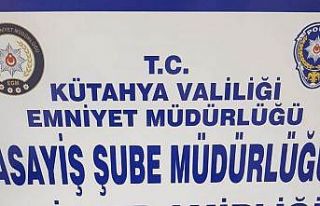 T.C.
KÜTAHYA VALİLİĞİ
EMNİYET MÜDÜRLÜĞÜ
ASAYİŞ ŞUBE MÜDÜRLÜĞÜ